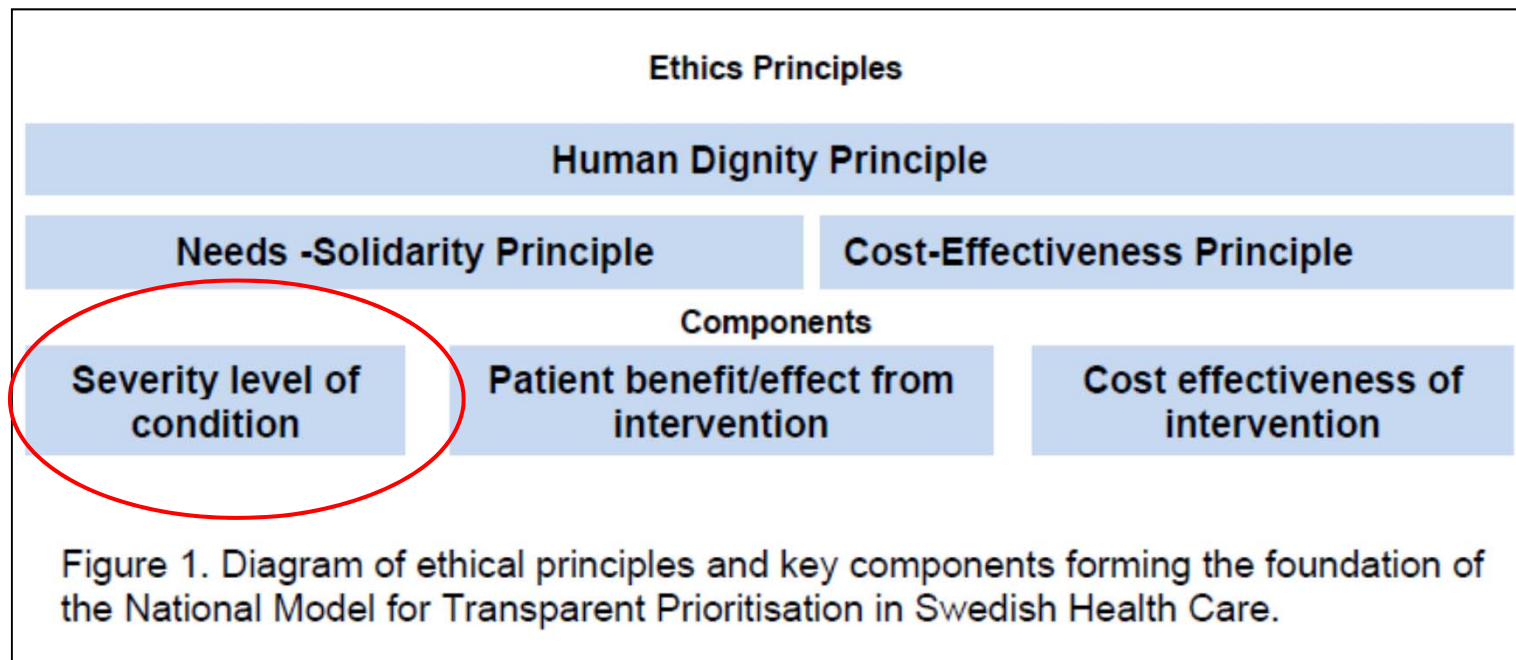 Ethics Principles
Human Dignity Principle
Needs -Solidarity Principle
Cost-Effectiveness Principle
Components
Severity level of
condition
Patient benefit/effect from
intervention
Cost effectiveness of
intervention
Figure 1. Diagram of ethical principles and key components forming the foundation of
the National Model for Transparent Prioritisation in Swedish Health Care.